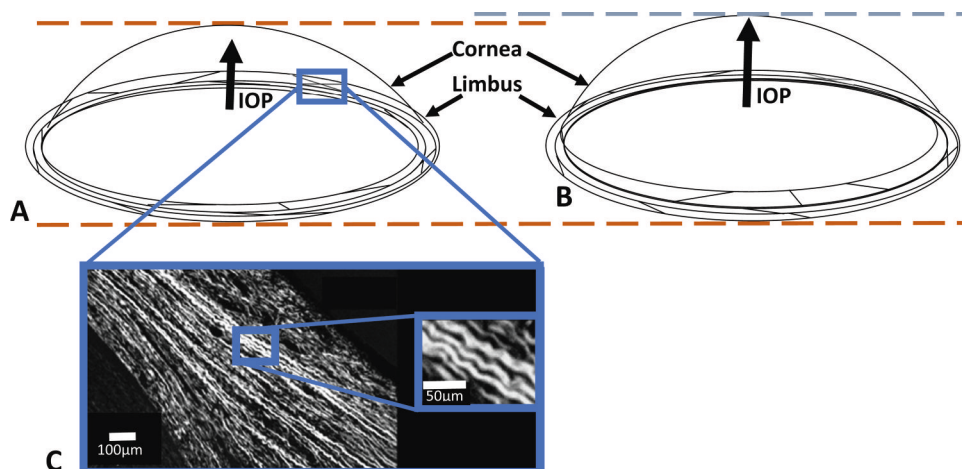 Cornea
Limbus
IOP
IOP
A
B
50μm
100μm
C